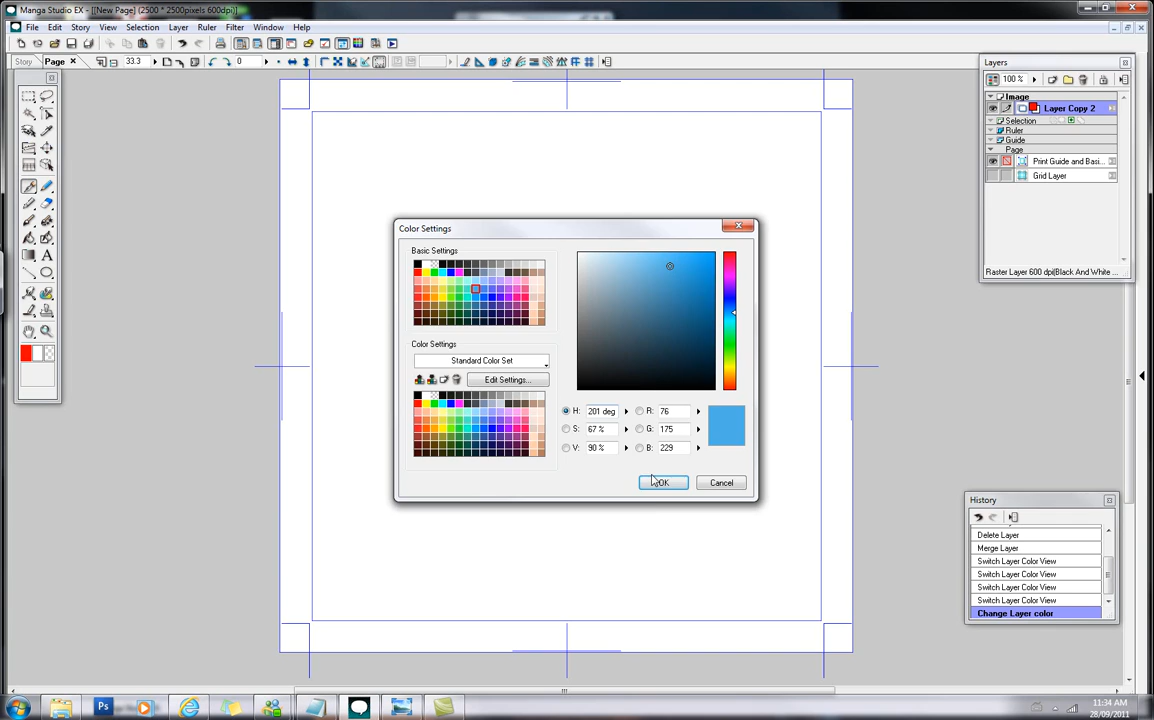 Manga Studio EX - [[New Page] (2500 * 2500pixels 600dpi)]
File Edit Story View Selection Layer Ruler Filter Window Help
Story Page 33.3 0
Layers
100 %
Image
Layer Copy 2
Selection
Ruler
Guide
Page
Print Guide and Basi...
Grid Layer
Raster Layer 600 dpi(Black And White ...
Color Settings
Basic Settings
Color Settings
Standard Color Set
Edit Settings...
H: 201 deg R: 76
S: 67 % G: 175
V: 90 % B: 229
OK Cancel
History
Delete Layer
Merge Layer
Switch Layer Color View
Switch Layer Color View
Switch Layer Color View
Switch Layer Color View
Change Layer color
Ps
11:34 AM
28/09/2011